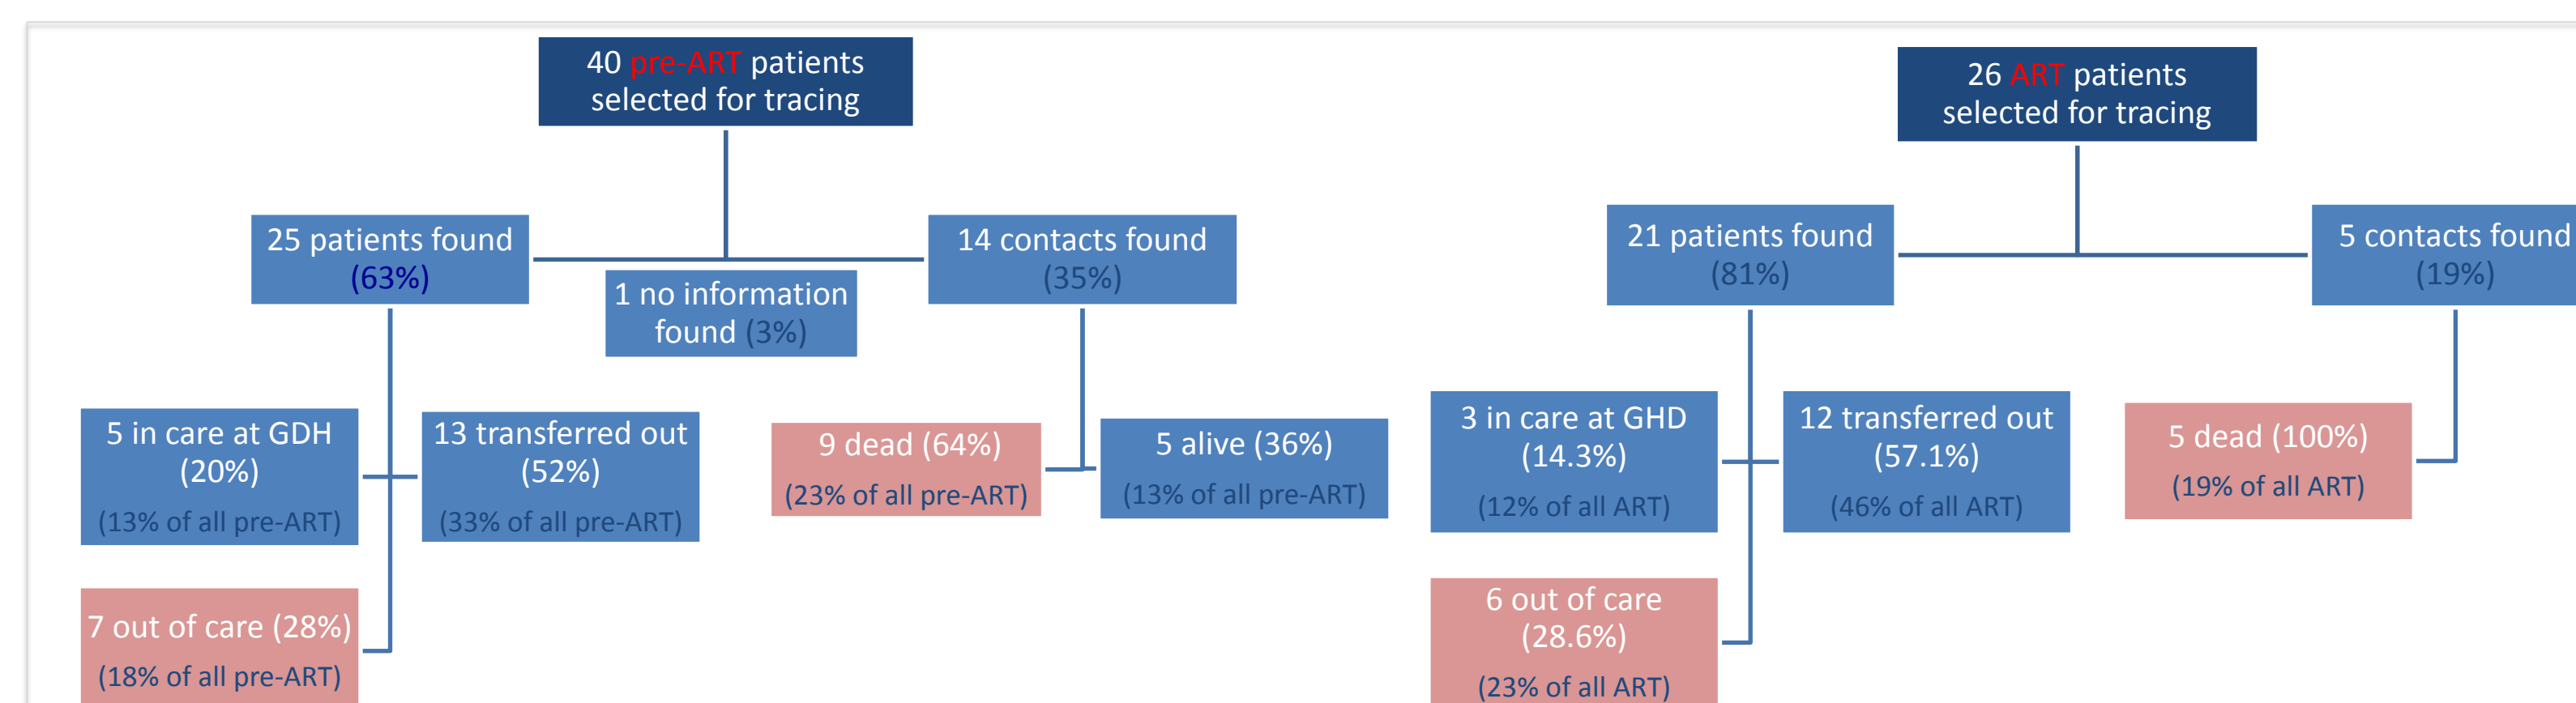 40 pre-ART patients
selected for tracing
25 patients found
(63%)
1 no information
found (3%)
14 contacts found
(35%)
5 in care at GDH
(20%)
(13% of all pre-ART)
13 transferred out
(52%)
(33% of all pre-ART)
7 out of care (28%)
(18% of all pre-ART)
9 dead (64%)
(23% of all pre-ART)
5 alive (36%)
(13% of all pre-ART)
26 ART patients
selected for tracing
21 patients found
(81%)
5 contacts found
(19%)
3 in care at GHD
(14.3%)
(12% of all ART)
12 transferred out
(57.1%)
(46% of all ART)
6 out of care
(28.6%)
(23% of all ART)
5 dead (100%)
(19% of all ART)